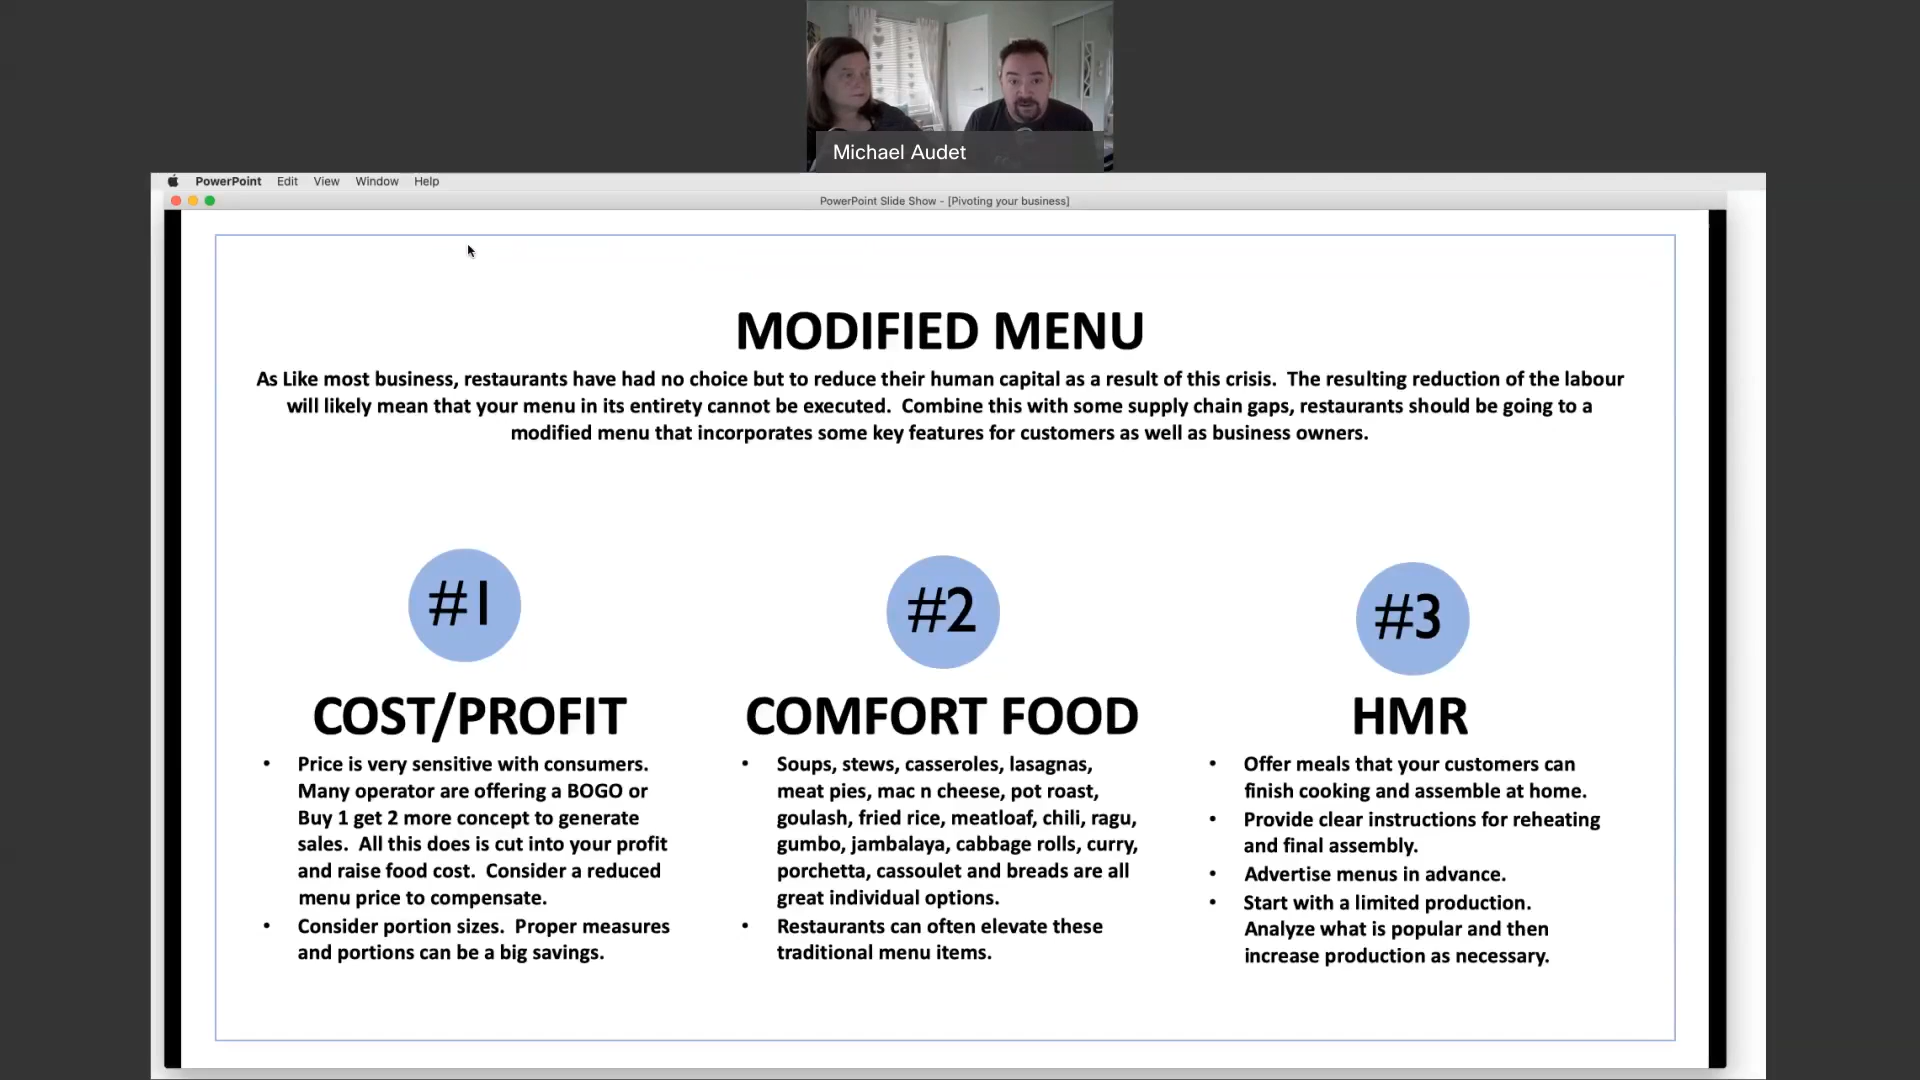 Michael Audet
PowerPoint Edit View Window Help
PowerPoint Slide Show - [Pivoting your business]
MODIFIED MENU
As Like most business, restaurants have had no choice but to reduce their human capital as a result of this crisis. The resulting reduction of the labour
will likely mean that your menu in its entirety cannot be executed. Combine this with some supply chain gaps, restaurants should be going to a
modified menu that incorporates some key features for customers as well as business owners.
#1
COST/PROFIT
• Price is very sensitive with consumers.
Many operator are offering a BOGO or
Buy 1 get 2 more concept to generate
sales. All this does is cut into your profit
and raise food cost. Consider a reduced
menu price to compensate.
• Consider portion sizes. Proper measures
and portions can be a big savings.
#2
COMFORT FOOD
• Soups, stews, casseroles, lasagnas,
meat pies, mac n cheese, pot roast,
goulash, fried rice, meatloaf, chili, ragu,
gumbo, jambalaya, cabbage rolls, curry,
porchetta, cassoulet and breads are all
great individual options.
• Restaurants can often elevate these
traditional menu items.
#3
HMR
• Offer meals that your customers can
finish cooking and assemble at home.
• Provide clear instructions for reheating
and final assembly.
• Advertise menus in advance.
• Start with a limited production.
Analyze what is popular and then
increase production as necessary.